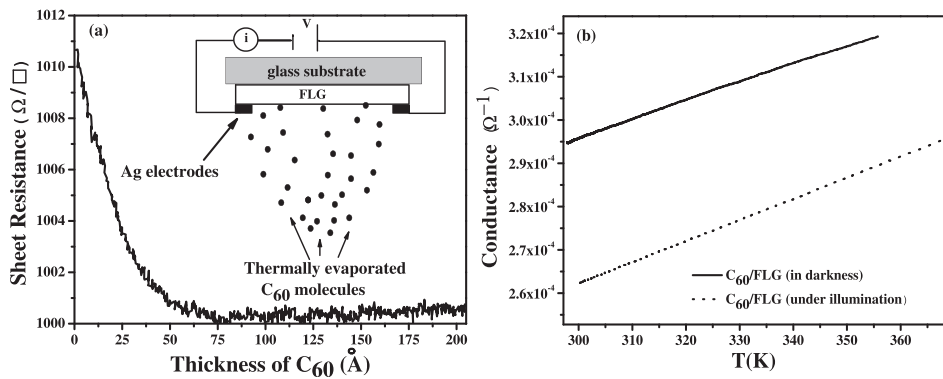 (a)
V
i
glass substrate
FLG
Ag electrodes
Thermally evaporated
C60 molecules
Sheet Resistance (Ω/□)
1012
1010
1008
1006
1004
1002
1000
0 25 50 75 100 125 150 175 200
Thickness of C60 (Å)
(b)
Conductance (Ω⁻¹)
3.2x10⁻⁴
3.1x10⁻⁴
3.0x10⁻⁴
2.9x10⁻⁴
2.8x10⁻⁴
2.7x10⁻⁴
2.6x10⁻⁴
C60/FLG (in darkness)
C60/FLG (under illumination)
300 310 320 330 340 350 360
T(K)